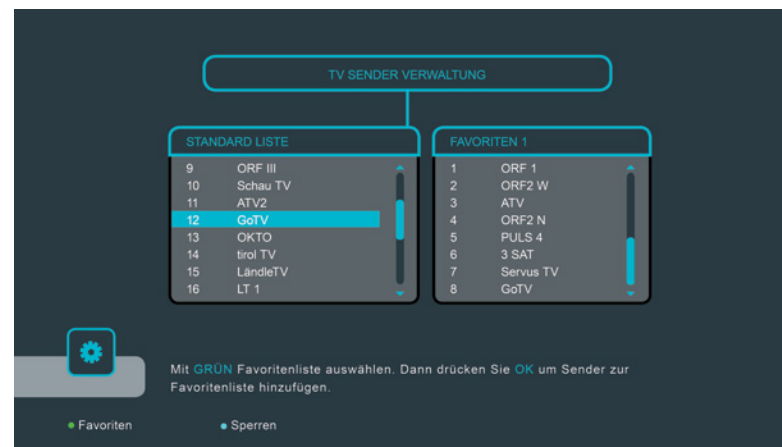 TV SENDER VERWALTUNG
STANDARD LISTE
9 ORF III
10 Schau TV
11 ATV2
12 GoTV
13 OKTO
14 tirol TV
15 LändleTV
16 LT 1
FAVORITEN 1
1 ORF 1
2 ORF2 W
3 ATV
4 ORF2 N
5 PULS 4
6 3 SAT
7 Servus TV
8 GoTV
Mit GRÜN Favoritenliste auswählen. Dann drücken Sie OK um Sender zur
Favoritenliste hinzufügen.
Favoriten
Sperren